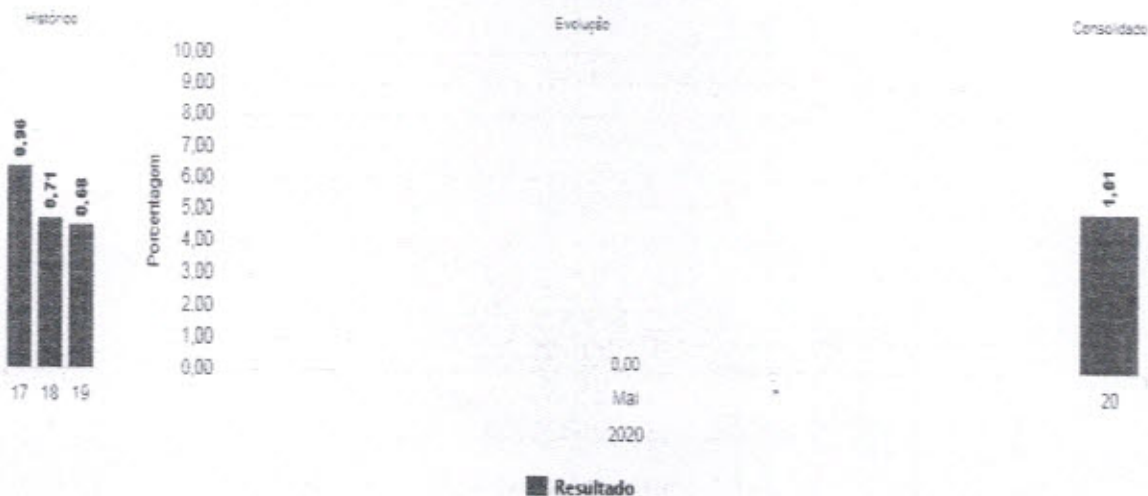 Histórico
Evolução
Consolidado
Porcentagem
10,00
9,00
8,00
7,00
6,00
5,00
4,00
3,00
2,00
1,00
0,00
0,96
0,71
0,68
17 18 19
0,00
Mai
2020
1,01
20
Resultado